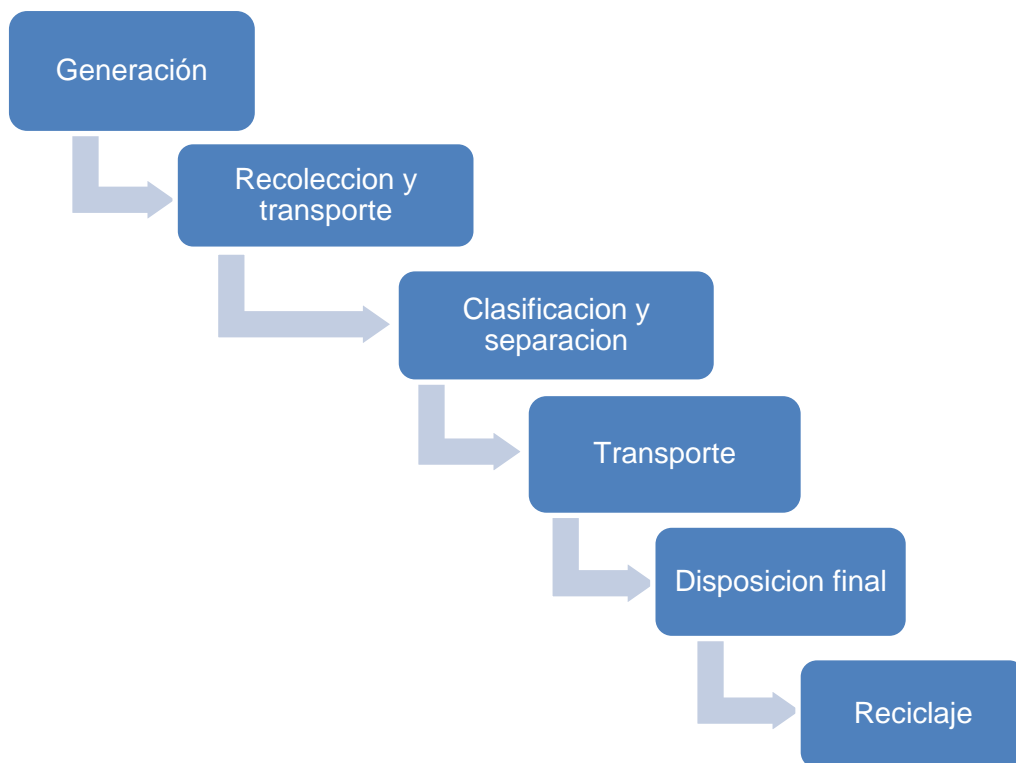 Generación
Recoleccion y
transporte
Clasificacion y
separacion
Transporte
Disposicion final
Reciclaje